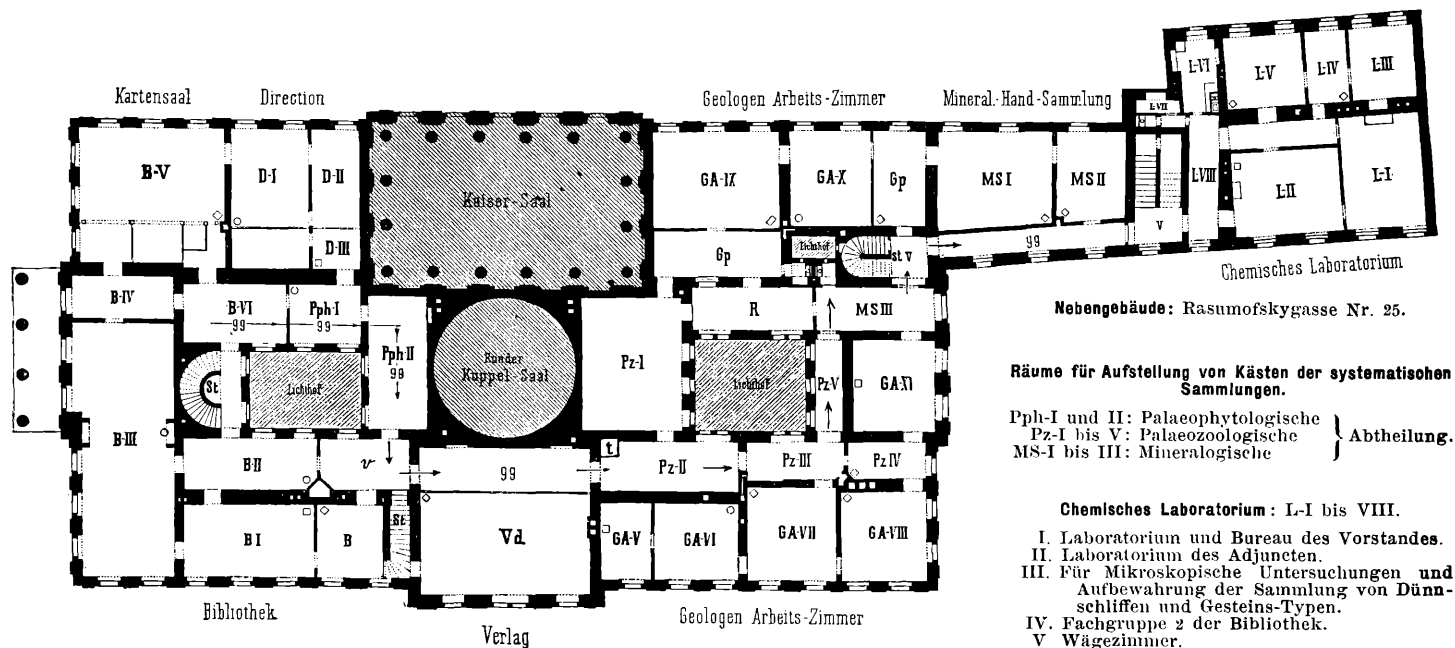 Kartensaal
Direction
Geologen Arbeits-Zimmer
Mineral.-Hand-Sammlung
L-VI
L-V
L-IV
L-III
L-VII
B-V
D-I
D-II
D-III
Kaiser-Saal
GA-IX
GA-X
Gp
MS I
MS II
L-VIII
L-II
L-I
V
Gp
Lichthof
st.v
99
Chemisches Laboratorium
B-IV
B-VI
99
Pph-I
99
Pph-II
99
Runder
Kuppel-Saal
Pz-I
R
MS III
St
Lichthof
Lichthof
Pz-V
GA-XI
B-III
B-II
v
99
t
Pz-II
Pz-III
Pz IV
B I
B
St
Vd.
GA-V
GA-VI
GA-VII
GA-VIII
Bibliothek
Verlag
Geologen Arbeits-Zimmer
Nebengebäude: Rasumofskygasse Nr. 25.
Räume für Aufstellung von Kästen der systematischen
Sammlungen.
Pph-I und II: Palaeophytologische
Pz-I bis V: Palaeozoologische
MS-I bis III: Mineralogische
Abtheilung.
Chemisches Laboratorium: L-I bis VIII.
I. Laboratorium und Bureau des Vorstandes.
II. Laboratorium des Adjuncten.
III. Für Mikroskopische Untersuchungen und
Aufbewahrung der Sammlung von Dünn-
schliffen und Gesteins-Typen.
IV. Fachgruppe 2 der Bibliothek.
V Wägezimmer.